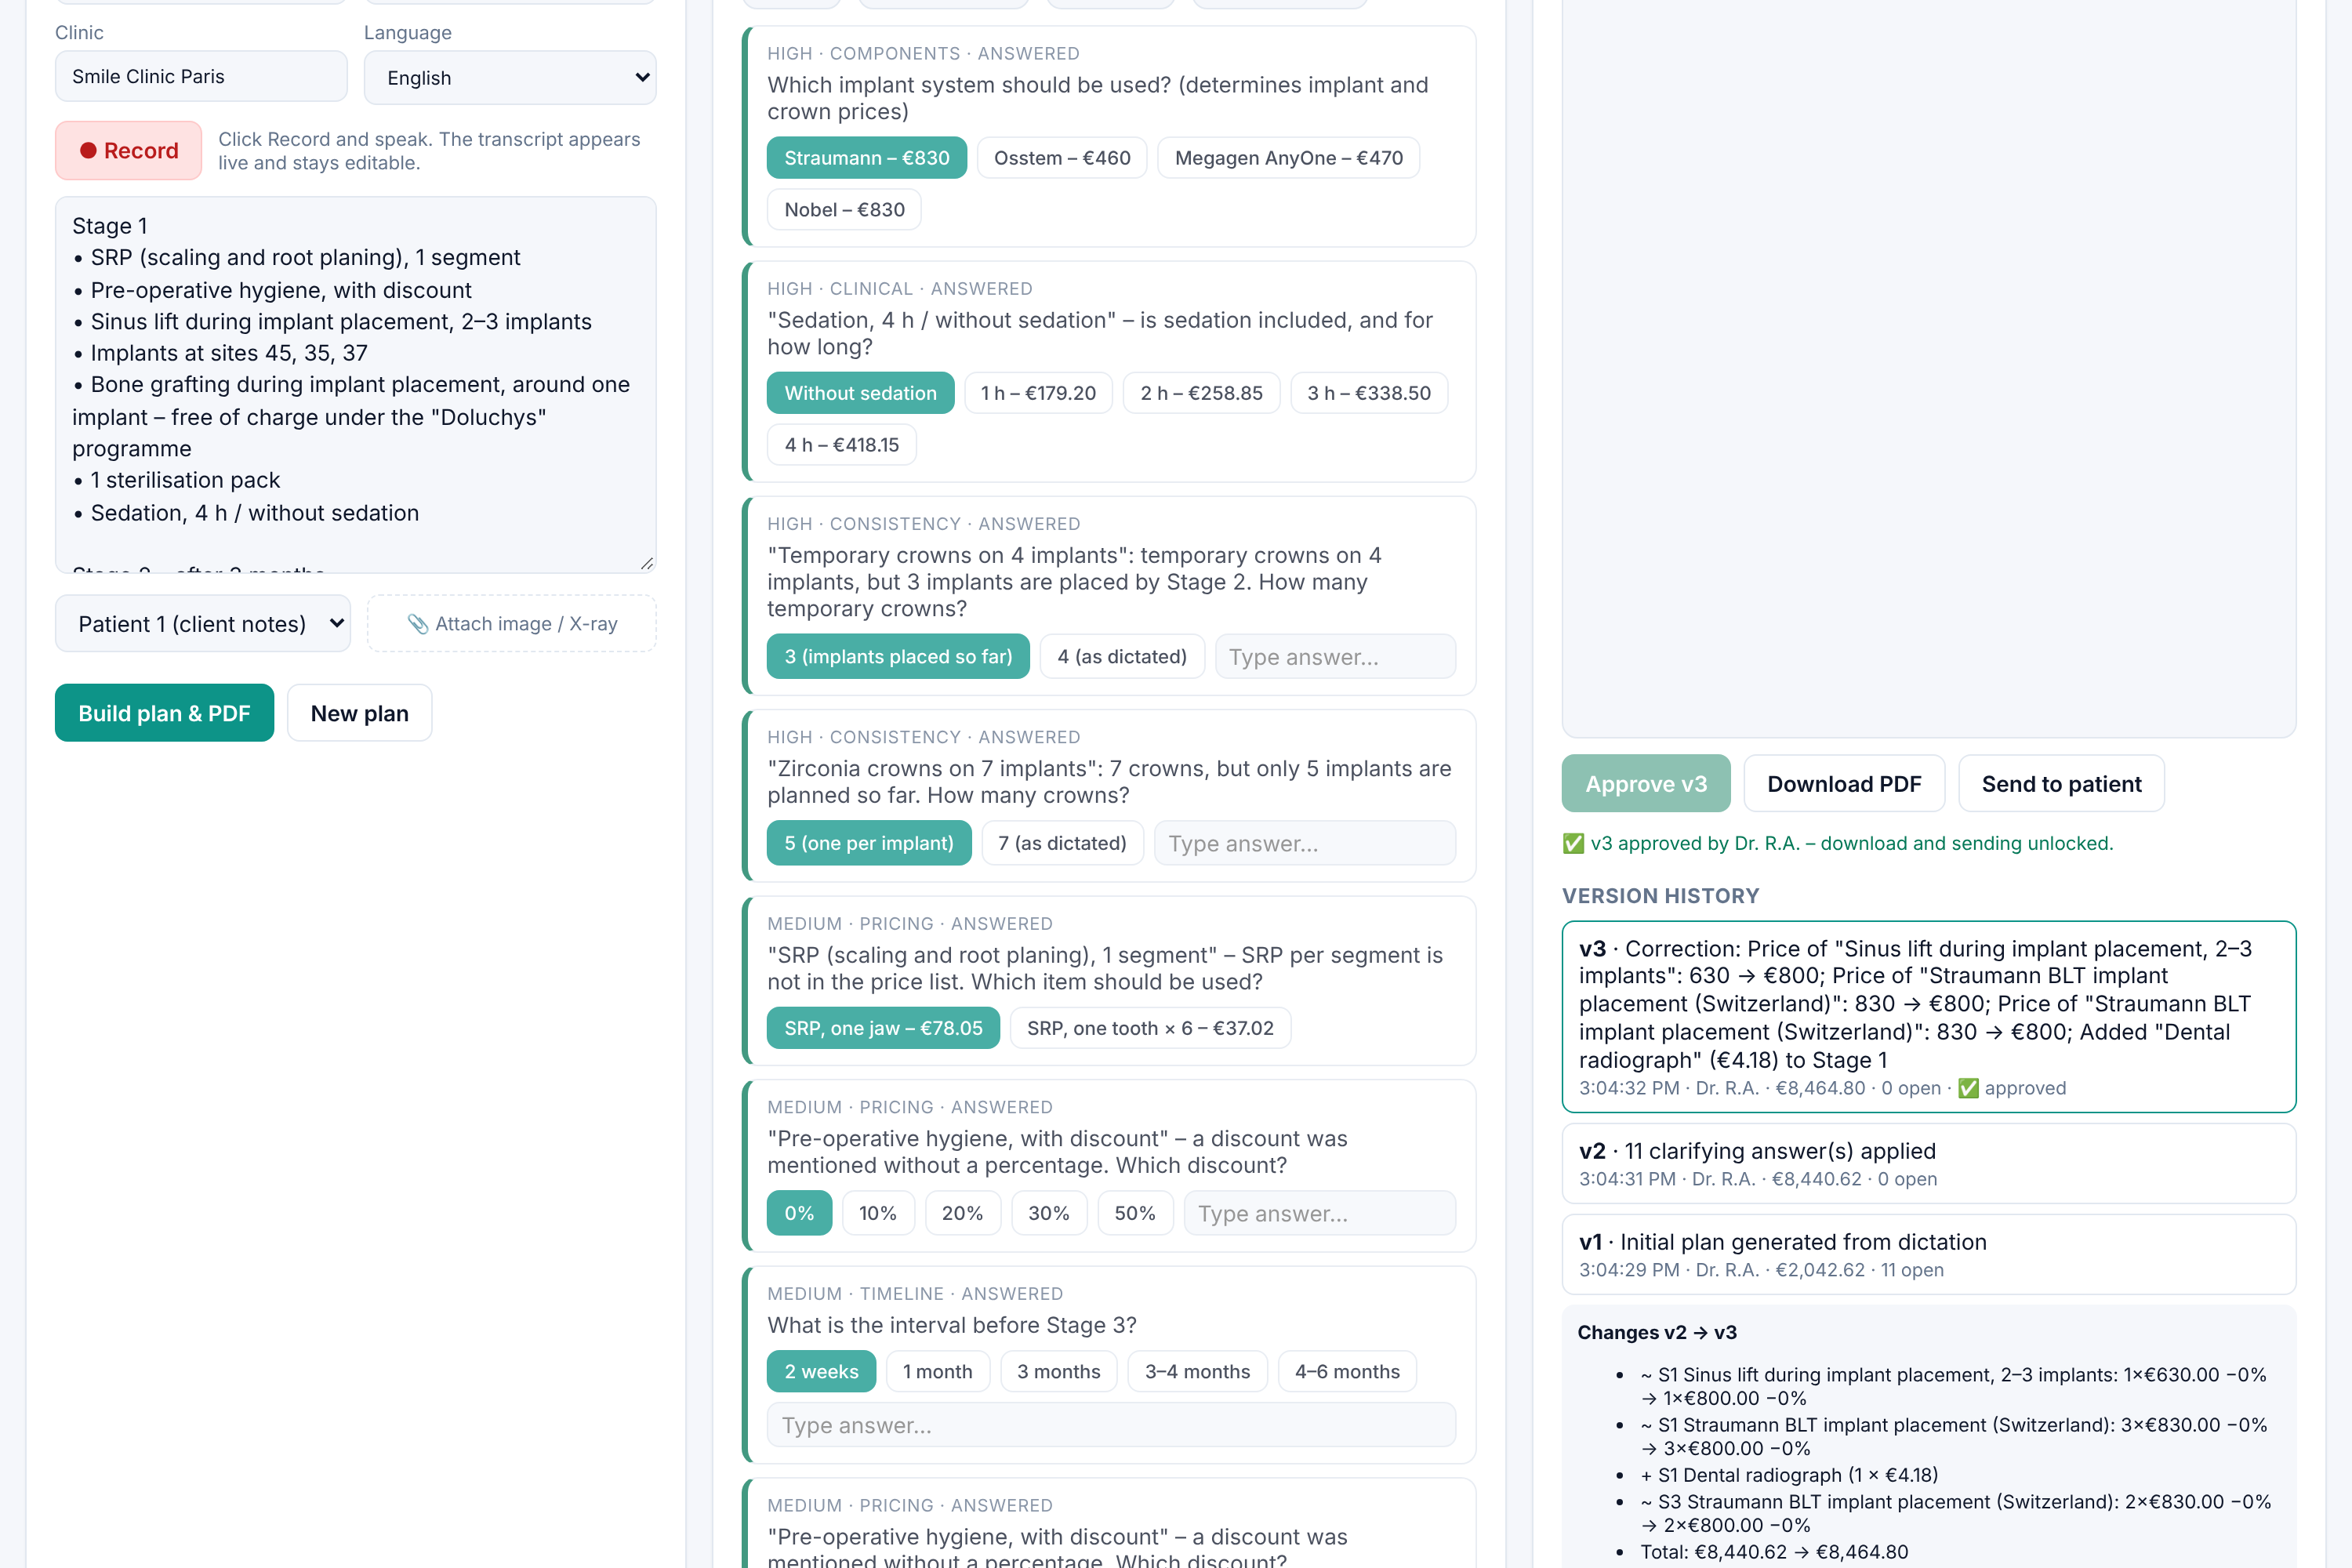 Clinic
Language
Smile Clinic Paris
English
Record
Click Record and speak. The transcript appears
live and stays editable.
Stage 1
• SRP (scaling and root planing), 1 segment
• Pre-operative hygiene, with discount
• Sinus lift during implant placement, 2–3 implants
• Implants at sites 45, 35, 37
• Bone grafting during implant placement, around one
implant – free of charge under the "Doluchys"
programme
• 1 sterilisation pack
• Sedation, 4 h / without sedation
Patient 1 (client notes)
📎 Attach image / X-ray
Build plan & PDF
New plan
HIGH · COMPONENTS · ANSWERED
Which implant system should be used? (determines implant and
crown prices)
Straumann – €830
Osstem – €460
Megagen AnyOne – €470
Nobel – €830
HIGH · CLINICAL · ANSWERED
"Sedation, 4 h / without sedation" – is sedation included, and for
how long?
Without sedation
1 h – €179.20
2 h – €258.85
3 h – €338.50
4 h – €418.15
HIGH · CONSISTENCY · ANSWERED
"Temporary crowns on 4 implants": temporary crowns on 4
implants, but 3 implants are placed by Stage 2. How many
temporary crowns?
3 (implants placed so far)
4 (as dictated)
Type answer...
HIGH · CONSISTENCY · ANSWERED
"Zirconia crowns on 7 implants": 7 crowns, but only 5 implants are
planned so far. How many crowns?
5 (one per implant)
7 (as dictated)
Type answer...
MEDIUM · PRICING · ANSWERED
"SRP (scaling and root planing), 1 segment" – SRP per segment is
not in the price list. Which item should be used?
SRP, one jaw – €78.05
SRP, one tooth × 6 – €37.02
MEDIUM · PRICING · ANSWERED
"Pre-operative hygiene, with discount" – a discount was
mentioned without a percentage. Which discount?
0%
10%
20%
30%
50%
Type answer...
MEDIUM · TIMELINE · ANSWERED
What is the interval before Stage 3?
2 weeks
1 month
3 months
3–4 months
4–6 months
Type answer...
MEDIUM · PRICING · ANSWERED
"Pre-operative hygiene, with discount" – a discount was
mentioned without a percentage. Which discount?
Approve v3
Download PDF
Send to patient
✅ v3 approved by Dr. R.A. – download and sending unlocked.
VERSION HISTORY
v3 · Correction: Price of "Sinus lift during implant placement, 2–3
implants": 630 → €800; Price of "Straumann BLT implant
placement (Switzerland)": 830 → €800; Price of "Straumann BLT
implant placement (Switzerland)": 830 → €800; Added "Dental
radiograph" (€4.18) to Stage 1
3:04:32 PM · Dr. R.A. · €8,464.80 · 0 open · ✅ approved
v2 · 11 clarifying answer(s) applied
3:04:31 PM · Dr. R.A. · €8,440.62 · 0 open
v1 · Initial plan generated from dictation
3:04:29 PM · Dr. R.A. · €2,042.62 · 11 open
Changes v2 → v3
• ~ S1 Sinus lift during implant placement, 2–3 implants: 1×€630.00 −0%
→ 1×€800.00 −0%
• ~ S1 Straumann BLT implant placement (Switzerland): 3×€830.00 −0%
→ 3×€800.00 −0%
• + S1 Dental radiograph (1 × €4.18)
• ~ S3 Straumann BLT implant placement (Switzerland): 2×€830.00 −0%
→ 2×€800.00 −0%
• Total: €8,440.62 → €8,464.80